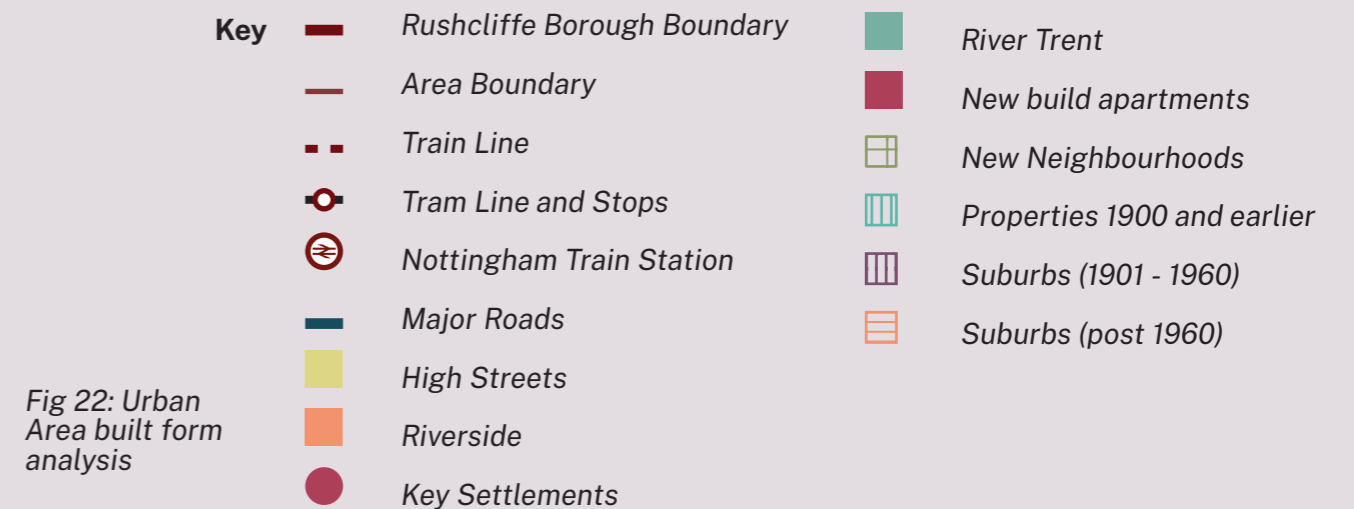 Key
Rushcliffe Borough Boundary
Area Boundary
Train Line
Tram Line and Stops
Nottingham Train Station
Major Roads
High Streets
Riverside
Key Settlements
River Trent
New build apartments
New Neighbourhoods
Properties 1900 and earlier
Suburbs (1901 - 1960)
Suburbs (post 1960)
Fig 22: Urban
Area built form
analysis